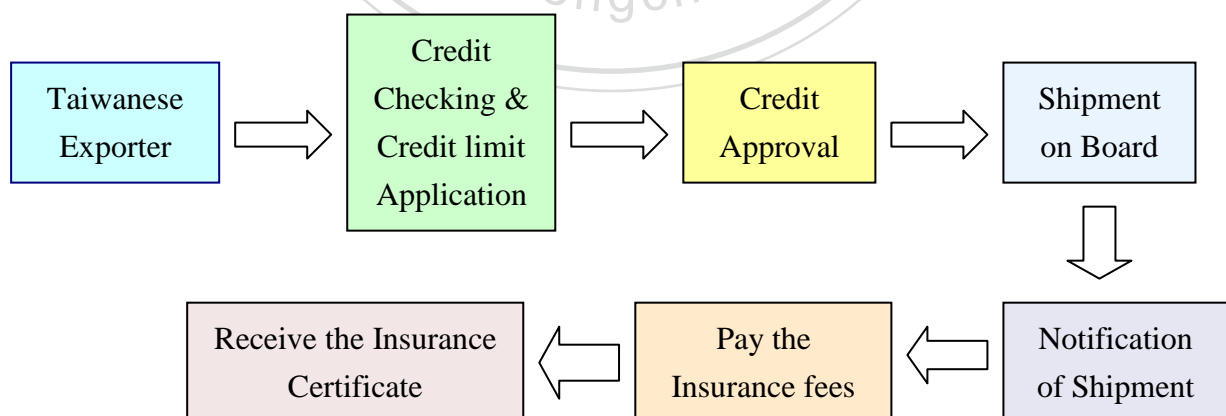 Taiwanese
Exporter
Credit
Checking &
Credit limit
Application
Credit
Approval
Shipment
on Board
Notification
of Shipment
Pay the
Insurance fees
Receive the Insurance
Certificate